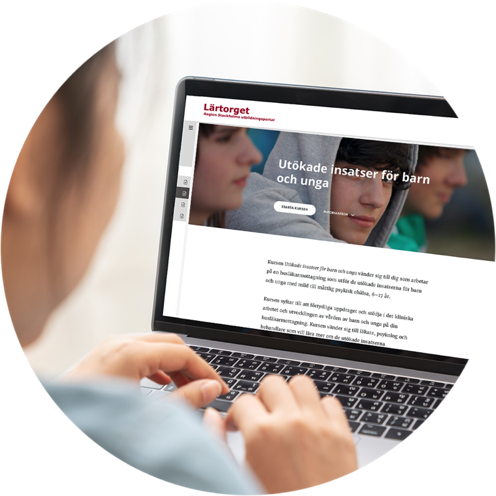 Lärtorget
Region Stockholms utbildningsportal
Utökade insatser för barn
och unga
STARTA KURSEN
Kursen Utökade insatser för barn och unga vänder sig till dig som arbetar
på en husläkarmottagning som utför de utökade insatserna för barn
och unga med mild till måttlig psykisk ohälsa, 6–17 år.
Kursen syftar till att förtydliga uppdraget och stödja i det kliniska
arbetet och utvecklingen av vården av barn och unga på din
husläkarmottagning. Kursen vänder sig till läkare, psykolog och
behandlare som vill lära mer om de utökade insatserna